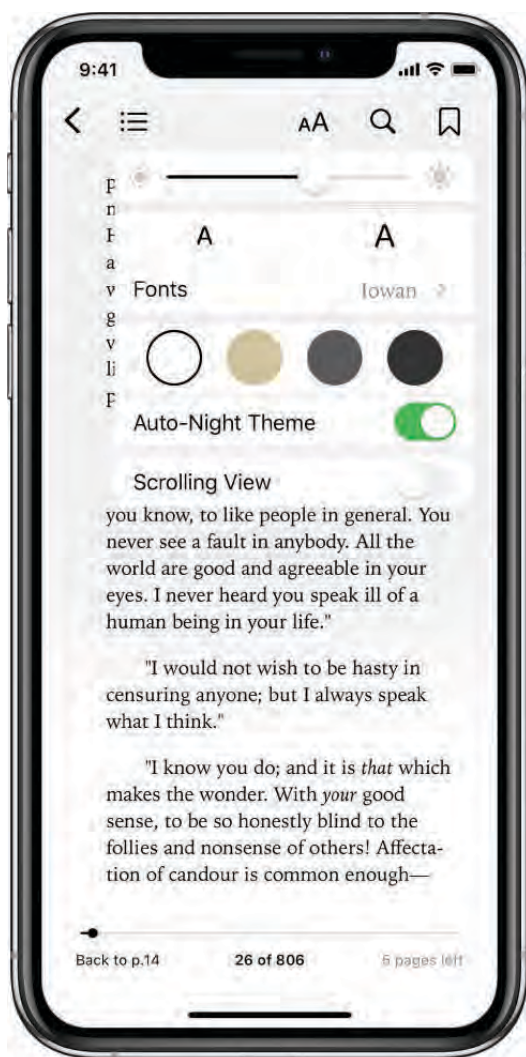 9:41
AA
p
n
H
a
v
g
v
li
p
A A
Fonts Iowan
Auto-Night Theme
Scrolling View
you know, to like people in general. You
never see a fault in anybody. All the
world are good and agreeable in your
eyes. I never heard you speak ill of a
human being in your life."
"I would not wish to be hasty in
censuring anyone; but I always speak
what I think."
"I know you do; and it is that which
makes the wonder. With your good
sense, to be so honestly blind to the
follies and nonsense of others! Affecta-
tion of candour is common enough—
Back to p.14 26 of 806 5 pages left